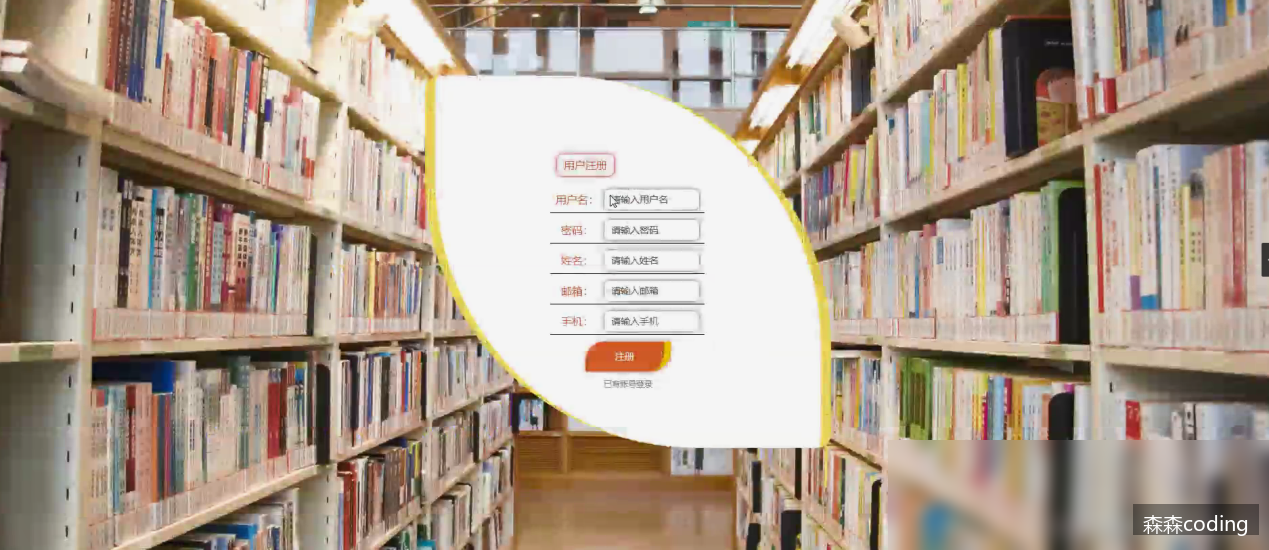 用户注册
用户名： 请输入用户名
密码： 请输入密码
姓名： 请输入姓名
邮箱： 请输入邮箱
手机： 请输入手机
注册
已有账号登录
森森coding